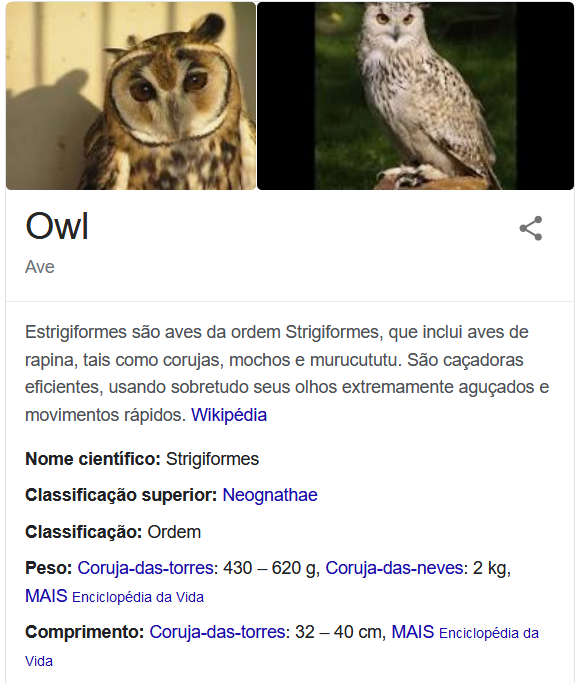 Owl
Ave
Estrigiformes são aves da ordem Strigiformes, que inclui aves de
rapina, tais como corujas, mochos e murucututu. São caçadoras
eficientes, usando sobretudo seus olhos extremamente aguçados e
movimentos rápidos. Wikipédia
Nome científico: Strigiformes
Classificação superior: Neognathae
Classificação: Ordem
Peso: Coruja-das-torres: 430 – 620 g, Coruja-das-neves: 2 kg,
MAIS Enciclopédia da Vida
Comprimento: Coruja-das-torres: 32 – 40 cm, MAIS Enciclopédia da
Vida